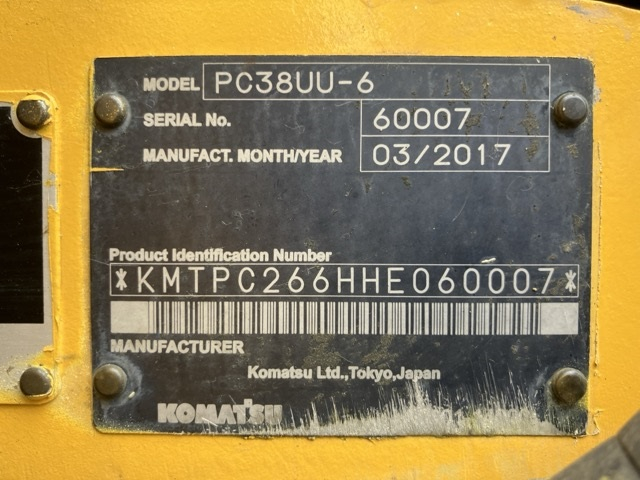 MODEL PC38UU-6
SERIAL No. 60007
MANUFACT. MONTH/YEAR 03/2017
Product Identification Number
*KMTPC266HHE060007*
MANUFACTURER
Komatsu Ltd.,Tokyo,Japan
KOMATSU